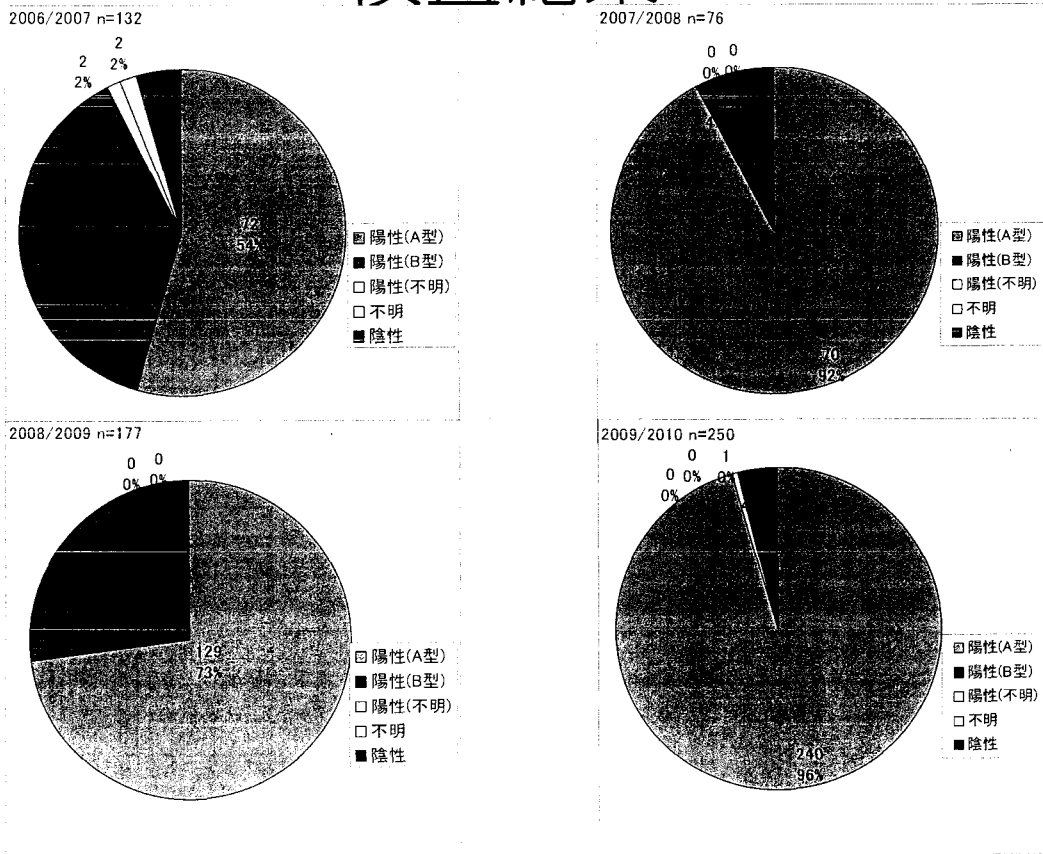 2006/2007 n=132
2
2%
2
2%
72
54%
陽性(A型)
陽性(B型)
陽性(不明)
不明
陰性
2007/2008 n=76
0
0%
0
0%
4
70
92%
陽性(A型)
陽性(B型)
陽性(不明)
不明
陰性
2008/2009 n=177
0
0%
0
0%
129
73%
陽性(A型)
陽性(B型)
陽性(不明)
不明
陰性
2009/2010 n=250
0
0%
0
0%
1
0%
240
96%
陽性(A型)
陽性(B型)
陽性(不明)
不明
陰性